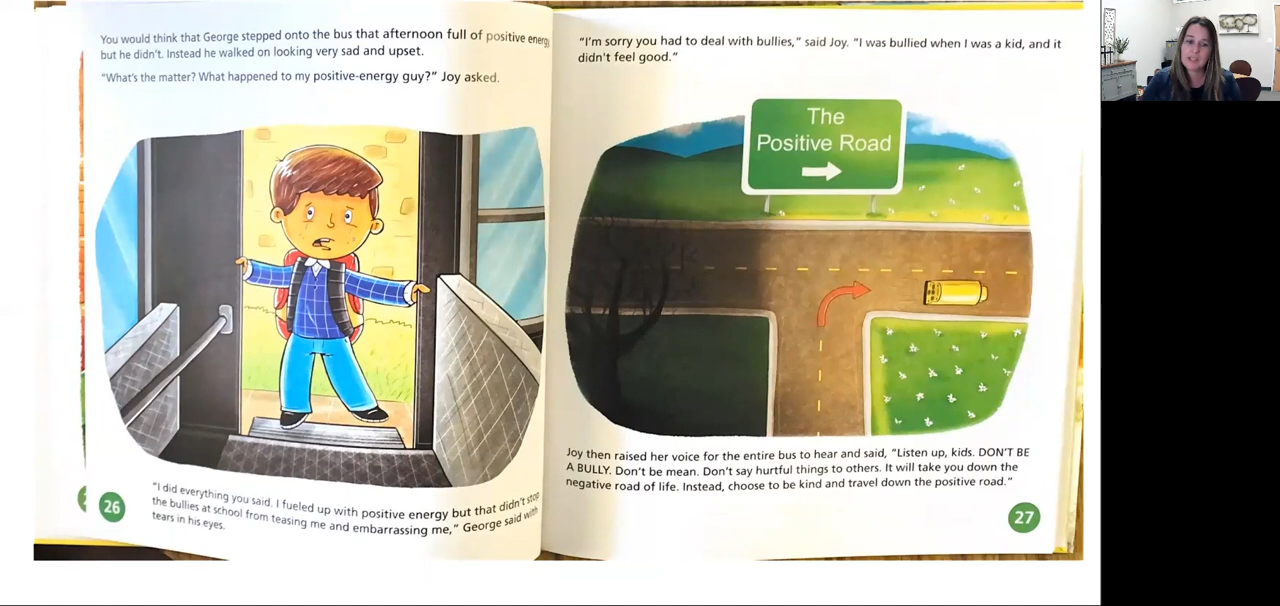 You would think that George stepped onto the bus that afternoon full of positive energy
but he didn't. Instead he walked on looking very sad and upset.
"What's the matter? What happened to my positive-energy guy?" Joy asked.
"I did everything you said. I fueled up with positive energy but that didn't stop
the bullies at school from teasing me and embarrassing me," George said with
tears in his eyes.
26
"I'm sorry you had to deal with bullies," said Joy. "I was bullied when I was a kid, and it
didn't feel good."
The
Positive Road
Joy then raised her voice for the entire bus to hear and said, "Listen up, kids. DON'T BE
A BULLY. Don't be mean. Don't say hurtful things to others. It will take you down the
negative road of life. Instead, choose to be kind and travel down the positive road."
27